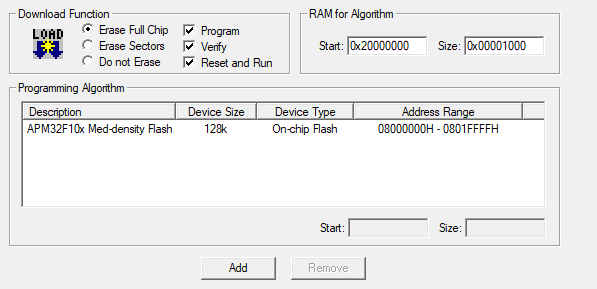 Download Function
LOAD
Erase Full Chip
Erase Sectors
Do not Erase
Program
Verify
Reset and Run
RAM for Algorithm
Start: 0x20000000 Size: 0x00001000
Programming Algorithm
Description Device Size Device Type Address Range
APM32F10x Med-density Flash 128k On-chip Flash 08000000H - 0801FFFFH
Start: Size:
Add Remove